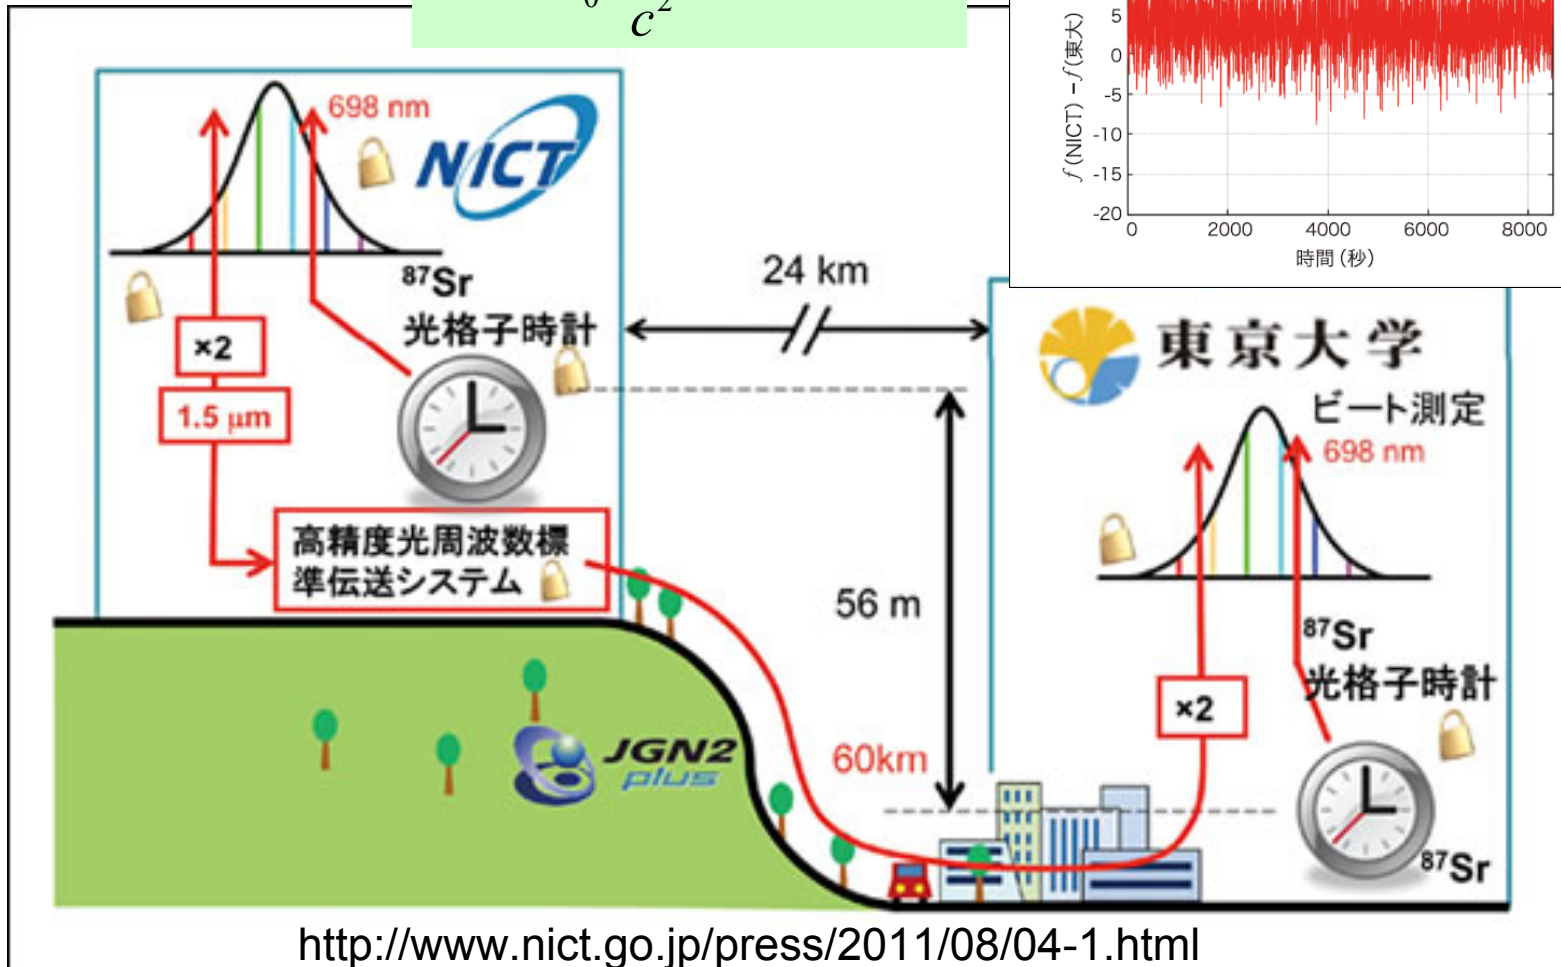 0
c²
5
0
-5
-10
-15
-20
f (NICT) – f (東大)
0 2000 4000 6000 8000
時間 (秒)
698 nm
NICT
⁸⁷Sr
光格子時計
×2
1.5 μm
高精度光周波数標
準伝送システム
24 km
56 m
60km
JGN2
plus
東京大学
ビート測定
698 nm
⁸⁷Sr
光格子時計
×2
⁸⁷Sr
http://www.nict.go.jp/press/2011/08/04-1.html